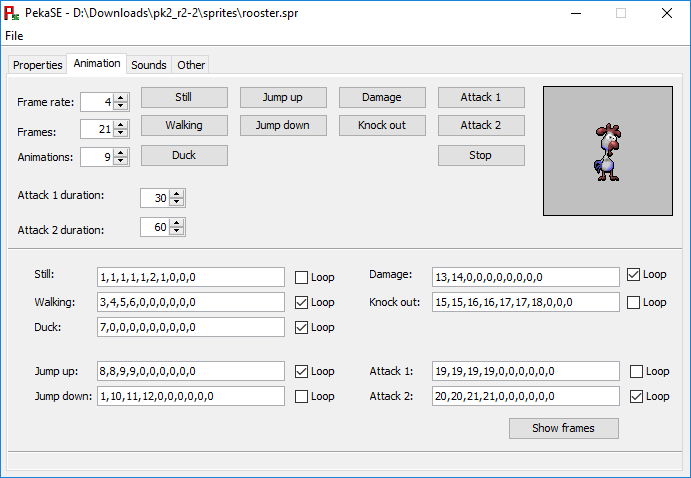 PekaSE - D:\Downloads\pk2_r2-2\sprites\rooster.spr
File
Properties Animation Sounds Other
Frame rate: 4 Still Jump up Damage Attack 1
Frames: 21 Walking Jump down Knock out Attack 2
Animations: 9 Duck Stop
Attack 1 duration: 30
Attack 2 duration: 60
Still: 1,1,1,1,2,1,0,0,0 Loop Damage: 13,14,0,0,0,0,0,0,0,0 Loop
Walking: 3,4,5,6,0,0,0,0,0,0 Loop Knock out: 15,15,16,16,17,17,18,0,0,0 Loop
Duck: 7,0,0,0,0,0,0,0,0,0 Loop
Jump up: 8,8,9,9,0,0,0,0,0,0 Loop Attack 1: 19,19,19,19,0,0,0,0,0,0 Loop
Jump down: 1,10,11,12,0,0,0,0,0,0 Loop Attack 2: 20,20,21,21,0,0,0,0,0,0 Loop
Show frames